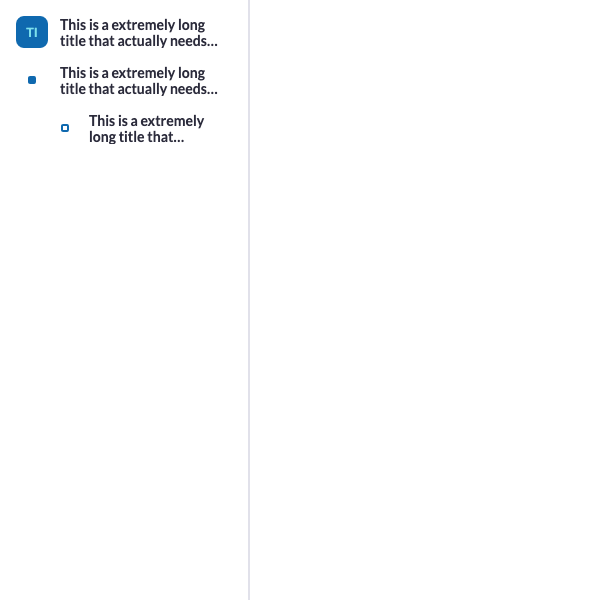 TI
This is a extremely long
title that actually needs...
This is a extremely long
title that actually needs...
This is a extremely
long title that...